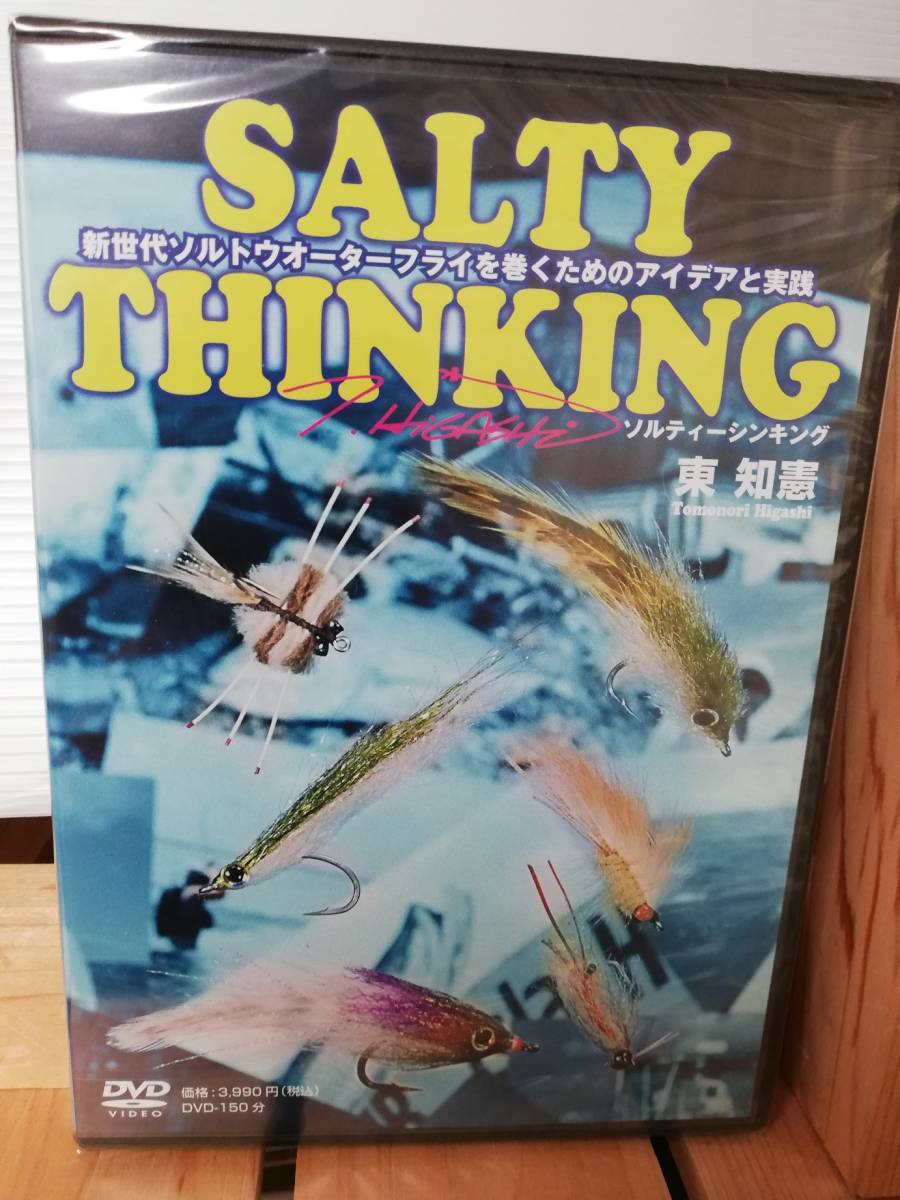 SALTY
新世代ソルトウオーターフライを巻くためのアイデアと実践
THINKING
T. HiGASHi
ソルティーシンキング
東 知憲
Tomonori Higashi
DVD
VIDEO
価格:3,990円(税込)
DVD-150分